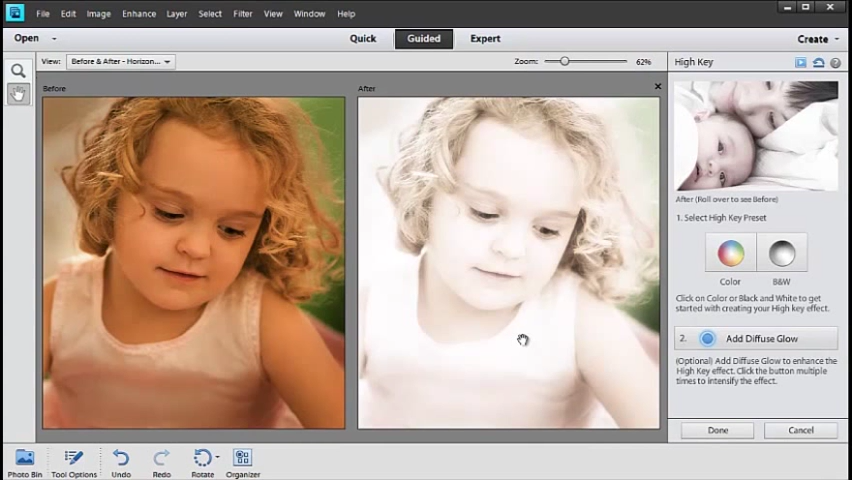 File Edit Image Enhance Layer Select Filter View Window Help
Open Quick Guided Expert Create
View: Before & After - Horizon... Zoom: 62% High Key
Before After
After (Roll over to see Before)
1. Select High Key Preset
Color B&W
Click on Color or Black and White to get
started with creating your High key effect.
2. Add Diffuse Glow
(Optional) Add Diffuse Glow to enhance the
High Key effect. Click the button multiple
times to intensify the effect.
Done Cancel
Photo Bin Tool Options Undo Redo Rotate Organizer